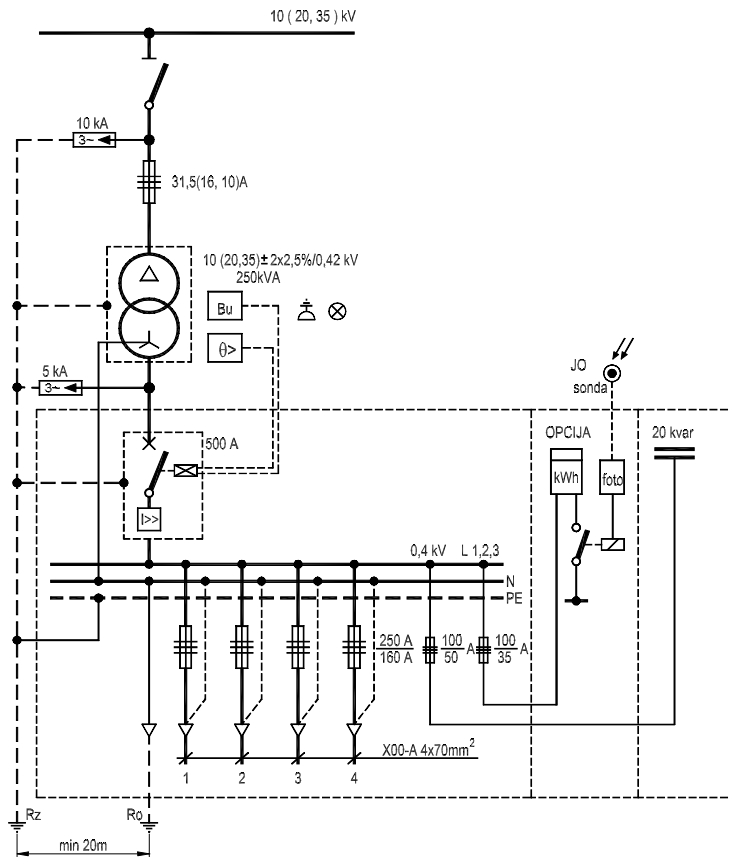 10 ( 20, 35 ) kV
10 kA
3~
31,5(16, 10)A
10 (20,35)± 2x2,5%/0,42 kV
250kVA
Bu
θ>
5 kA
3~
JO
sonda
500 A
OPCIJA
20 kvar
kWh
foto
I>>
0,4 kV L 1,2,3
N
PE
250 A
160 A
100
50
A
100
35
A
X00-A 4x70mm²
1 2 3 4
Rz
Ro
min 20m